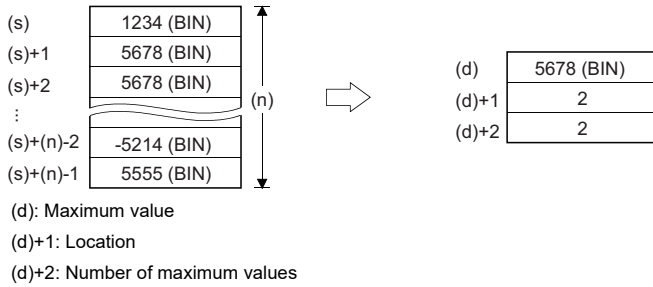 (s) 1234 (BIN)
(s)+1 5678 (BIN)
(s)+2 5678 (BIN)
⋮
(s)+(n)-2 -5214 (BIN)
(s)+(n)-1 5555 (BIN)
(n)
(d) 5678 (BIN)
(d)+1 2
(d)+2 2
(d): Maximum value
(d)+1: Location
(d)+2: Number of maximum values